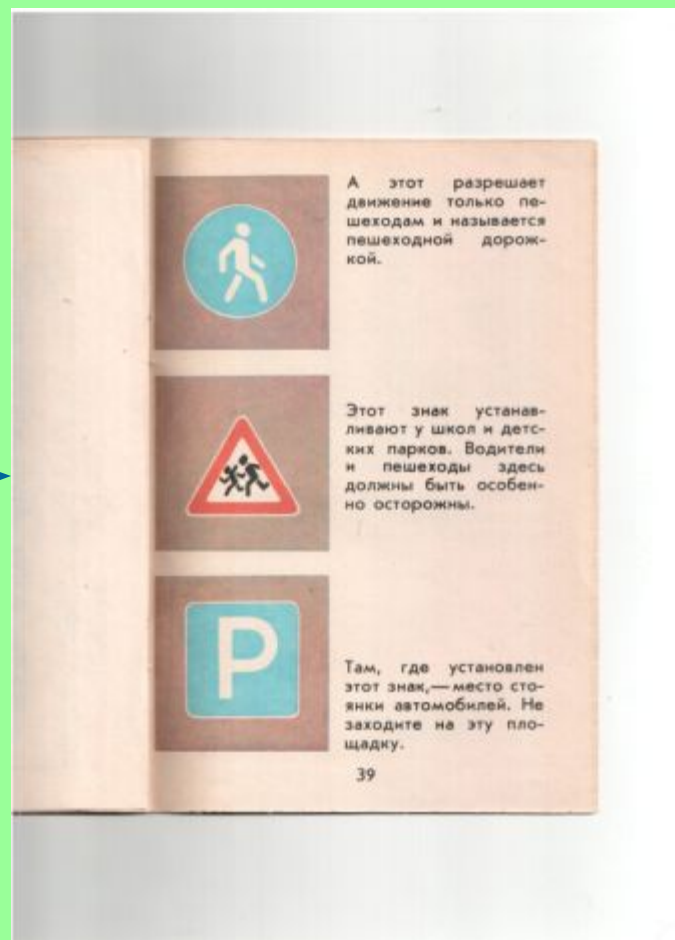 А этот разрешает
движение только пе-
шеходам и называется
пешеходной дорож-
кой.
Этот знак устанав-
ливают у школ и детс-
ких парков. Водители
и пешеходы здесь
должны быть особен-
но осторожны.
P
Там, где установлен
этот знак,— место сто-
янки автомобилей. Не
заходите на эту пло-
щадку.
39